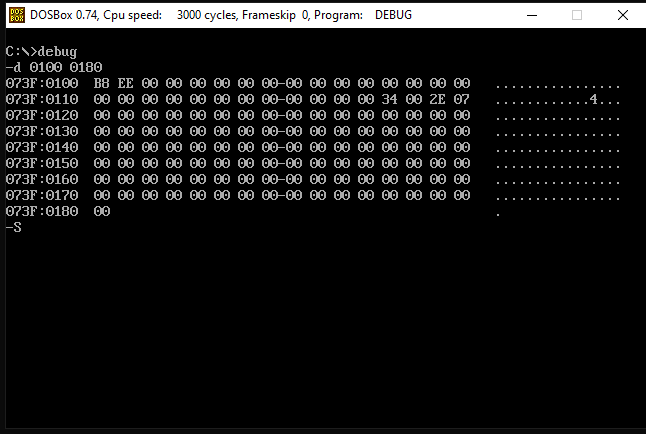 DOS BOX DOSBox 0.74, Cpu speed: 3000 cycles, Frameskip 0, Program: DEBUG
C:\>debug
-d 0100 0180
073F:0100 B8 EE 00 00 00 00 00 00-00 00 00 00 00 00 00 00 ................
073F:0110 00 00 00 00 00 00 00 00-00 00 00 00 34 00 2E 07 ............4...
073F:0120 00 00 00 00 00 00 00 00-00 00 00 00 00 00 00 00 ................
073F:0130 00 00 00 00 00 00 00 00-00 00 00 00 00 00 00 00 ................
073F:0140 00 00 00 00 00 00 00 00-00 00 00 00 00 00 00 00 ................
073F:0150 00 00 00 00 00 00 00 00-00 00 00 00 00 00 00 00 ................
073F:0160 00 00 00 00 00 00 00 00-00 00 00 00 00 00 00 00 ................
073F:0170 00 00 00 00 00 00 00 00-00 00 00 00 00 00 00 00 ................
073F:0180 00 .
-S